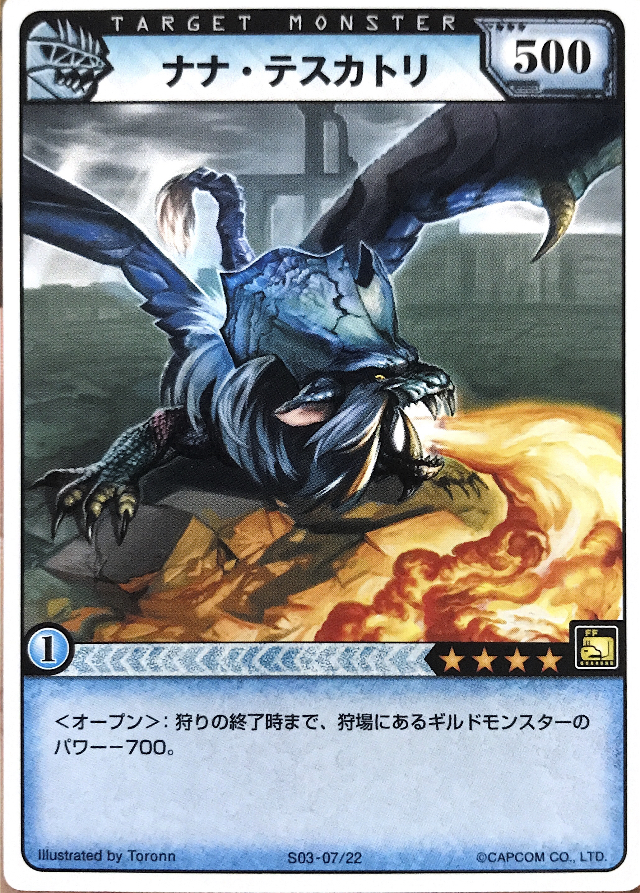 TARGET MONSTER
ナナ・テスカトリ
500
1
＜オープン＞：狩りの終了時まで、狩場にあるギルドモンスターの
パワー－700。
Illustrated by Toronn
S03-07/22
©CAPCOM CO., LTD.